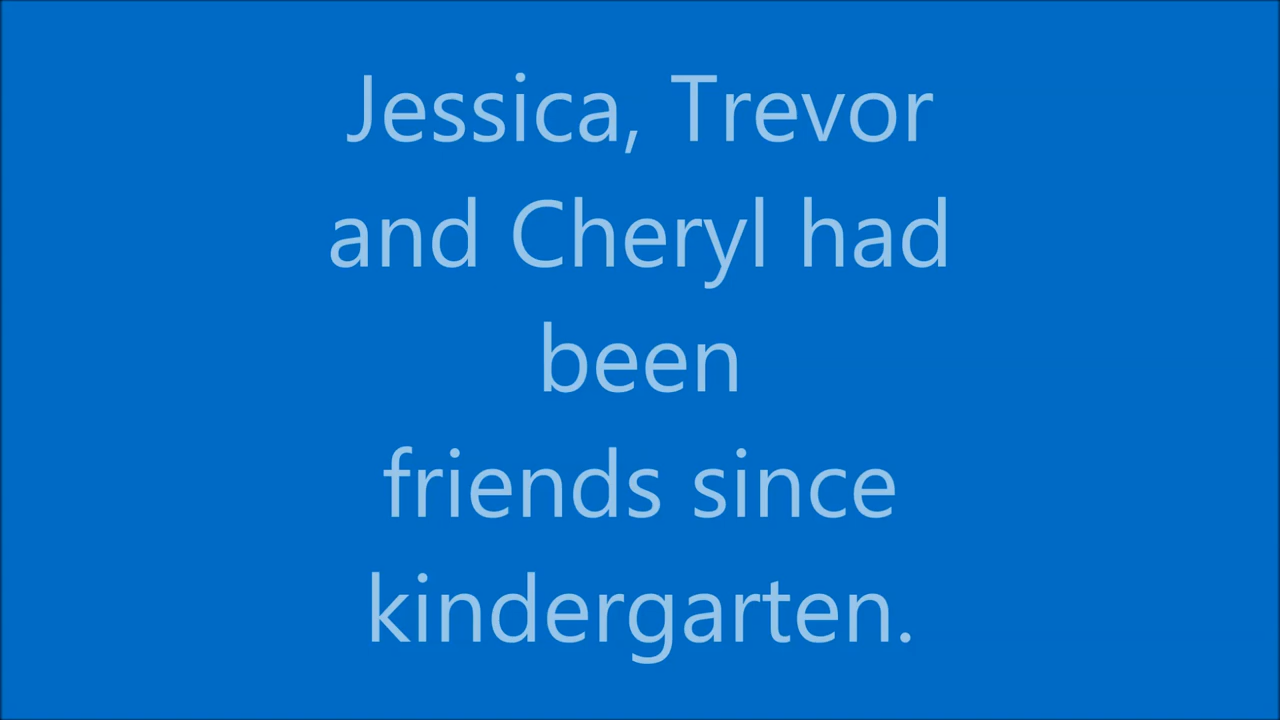 Jessica, Trevor
and Cheryl had
been
friends since
kindergarten.